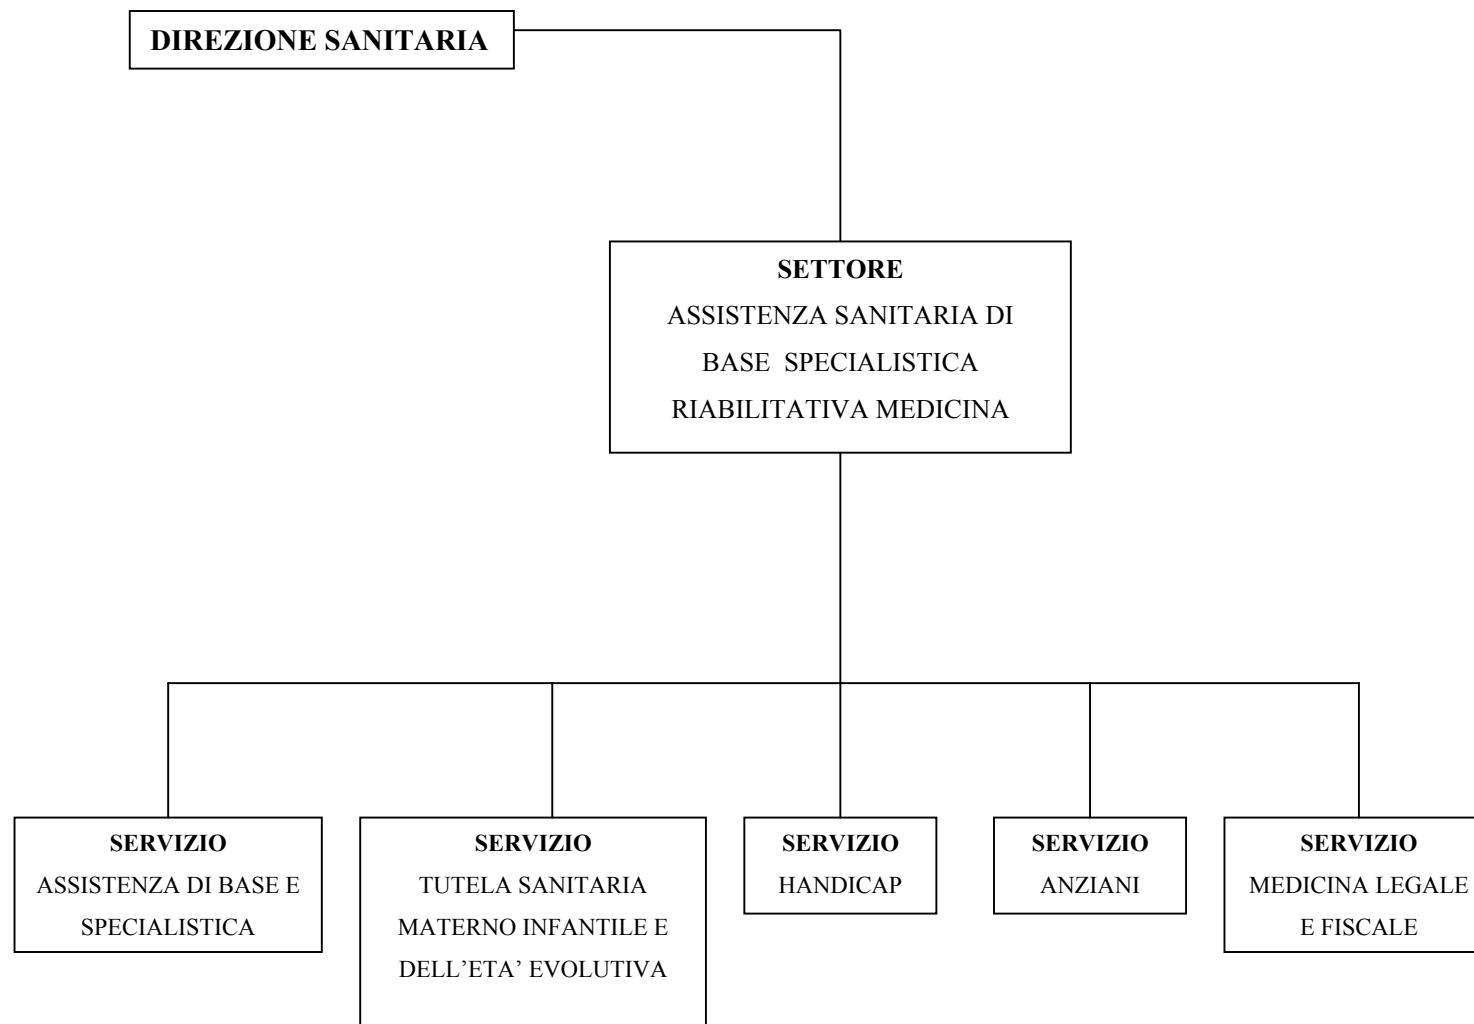 DIREZIONE SANITARIA
SETTORE
ASSISTENZA SANITARIA DI
BASE SPECIALISTICA
RIABILITATIVA MEDICINA
SERVIZIO
ASSISTENZA DI BASE E
SPECIALISTICA
SERVIZIO
TUTELA SANITARIA
MATERNO INFANTILE E
DELL’ETA’ EVOLUTIVA
SERVIZIO
HANDICAP
SERVIZIO
ANZIANI
SERVIZIO
MEDICINA LEGALE
E FISCALE